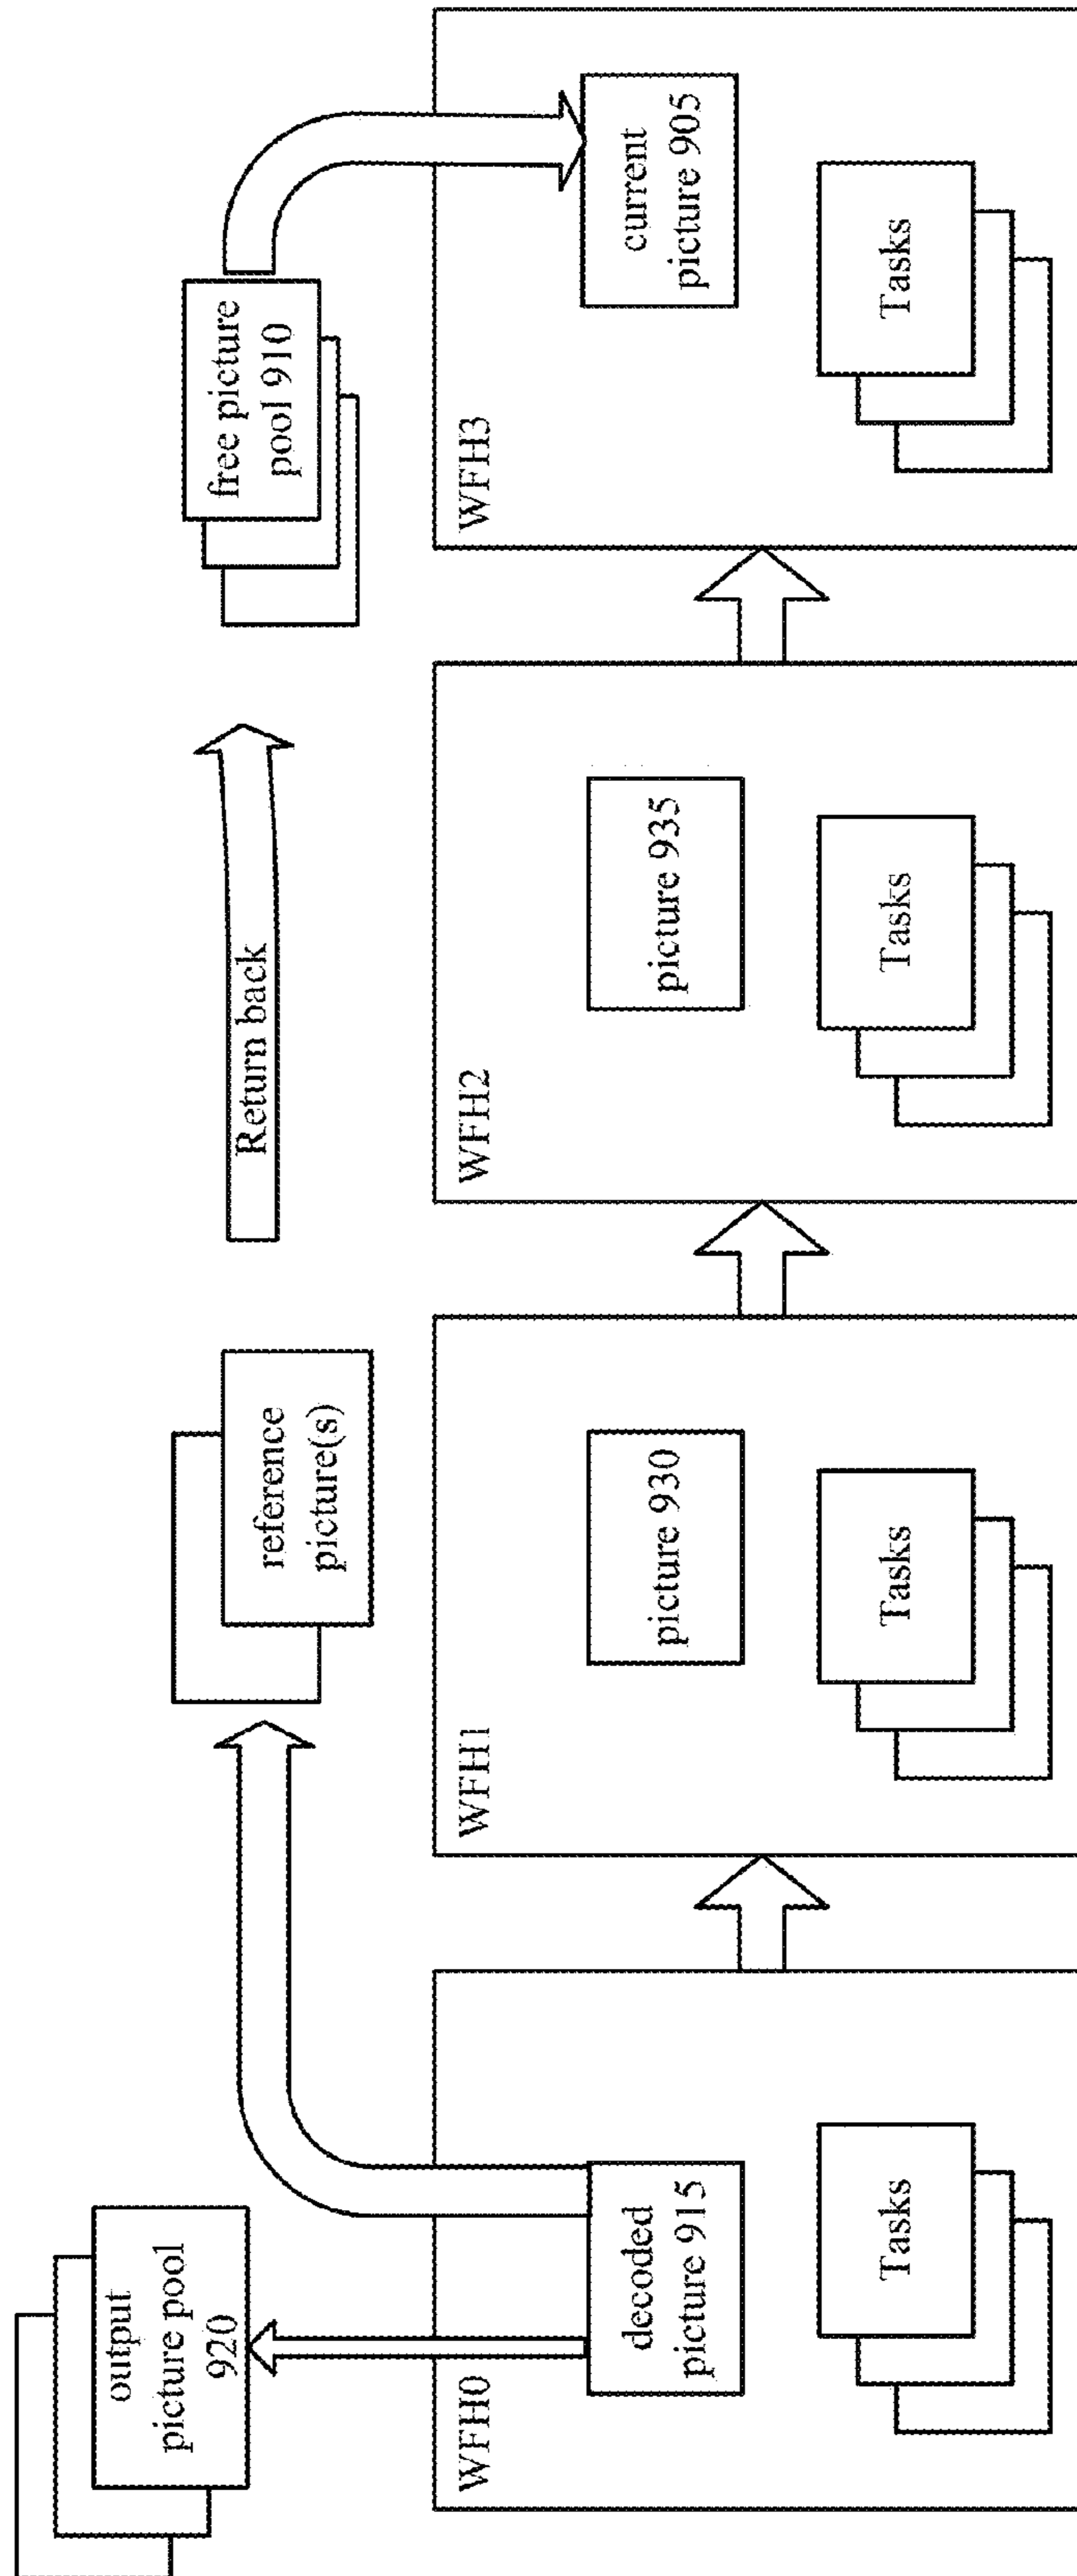 output
picture pool
920
reference
picture(s)
Return back
free picture
pool 910
WFH0
decoded
picture 915
Tasks
WFH1
picture 930
Tasks
WFH2
picture 935
Tasks
WFH3
current
picture 905
Tasks